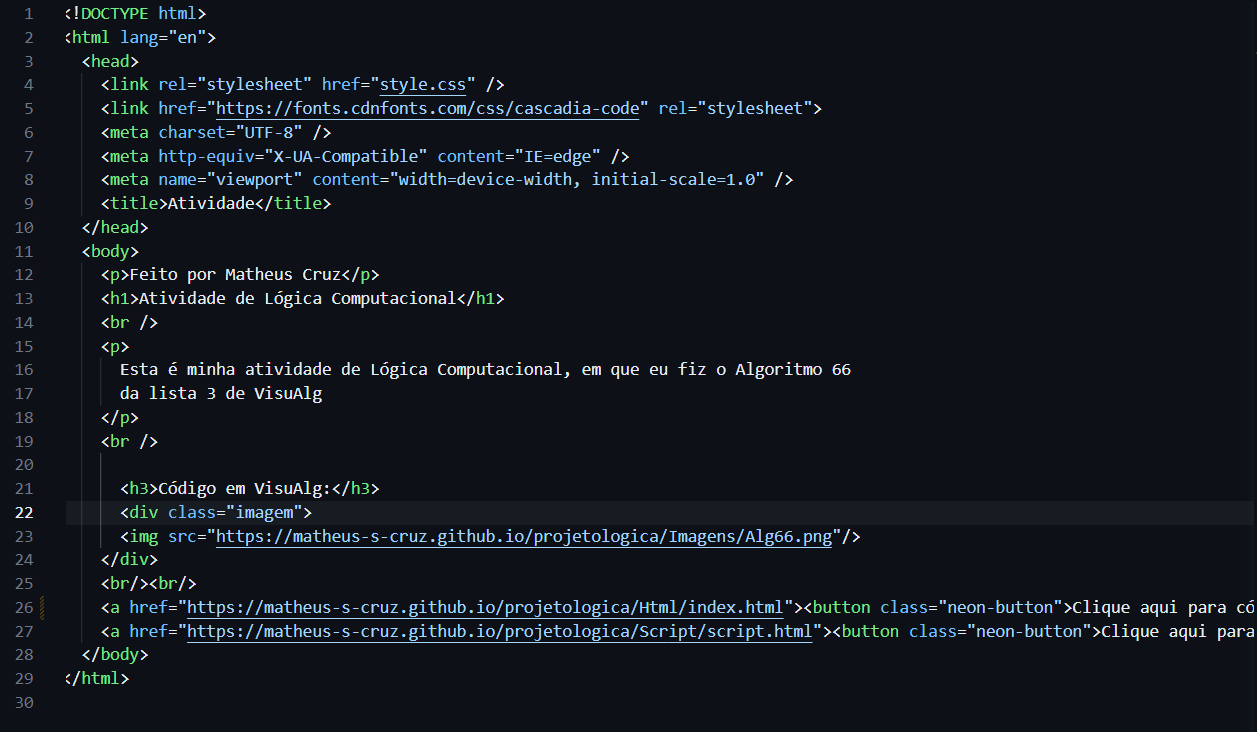 1 <!DOCTYPE html>
2 <html lang="en">
3 <head>
4 <link rel="stylesheet" href="style.css" />
5 <link href="https://fonts.cdnfonts.com/css/cascadia-code" rel="stylesheet">
6 <meta charset="UTF-8" />
7 <meta http-equiv="X-UA-Compatible" content="IE=edge" />
8 <meta name="viewport" content="width=device-width, initial-scale=1.0" />
9 <title>Atividade</title>
10 </head>
11 <body>
12 <p>Feito por Matheus Cruz</p>
13 <h1>Atividade de Lógica Computacional</h1>
14 <br />
15 <p>
16 Esta é minha atividade de Lógica Computacional, em que eu fiz o Algoritmo 66
17 da lista 3 de VisuAlg
18 </p>
19 <br />
20
21 <h3>Código em VisuAlg:</h3>
22 <div class="imagem">
23 <img src="https://matheus-s-cruz.github.io/projetologica/Imagens/Alg66.png"/>
24 </div>
25 <br/><br/>
26 <a href="https://matheus-s-cruz.github.io/projetologica/Html/index.html"><button class="neon-button">Clique aqui para có
27 <a href="https://matheus-s-cruz.github.io/projetologica/Script/script.html"><button class="neon-button">Clique aqui para
28 </body>
29 </html>
30